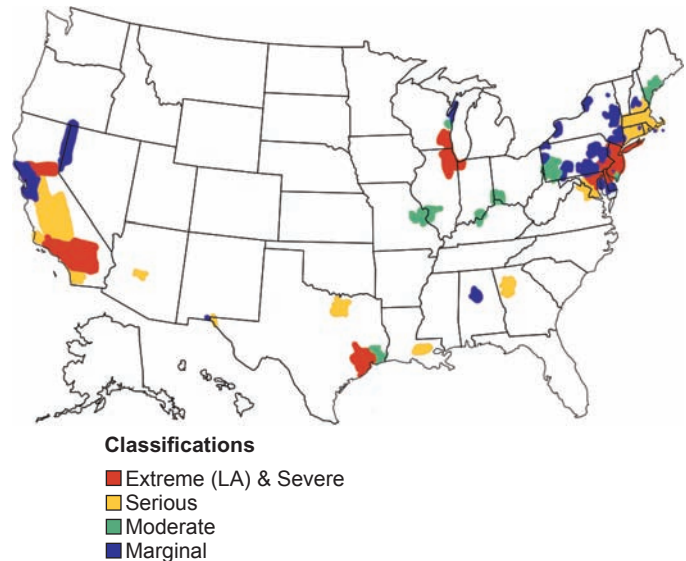 Classifications
Extreme (LA) & Severe
Serious
Moderate
Marginal